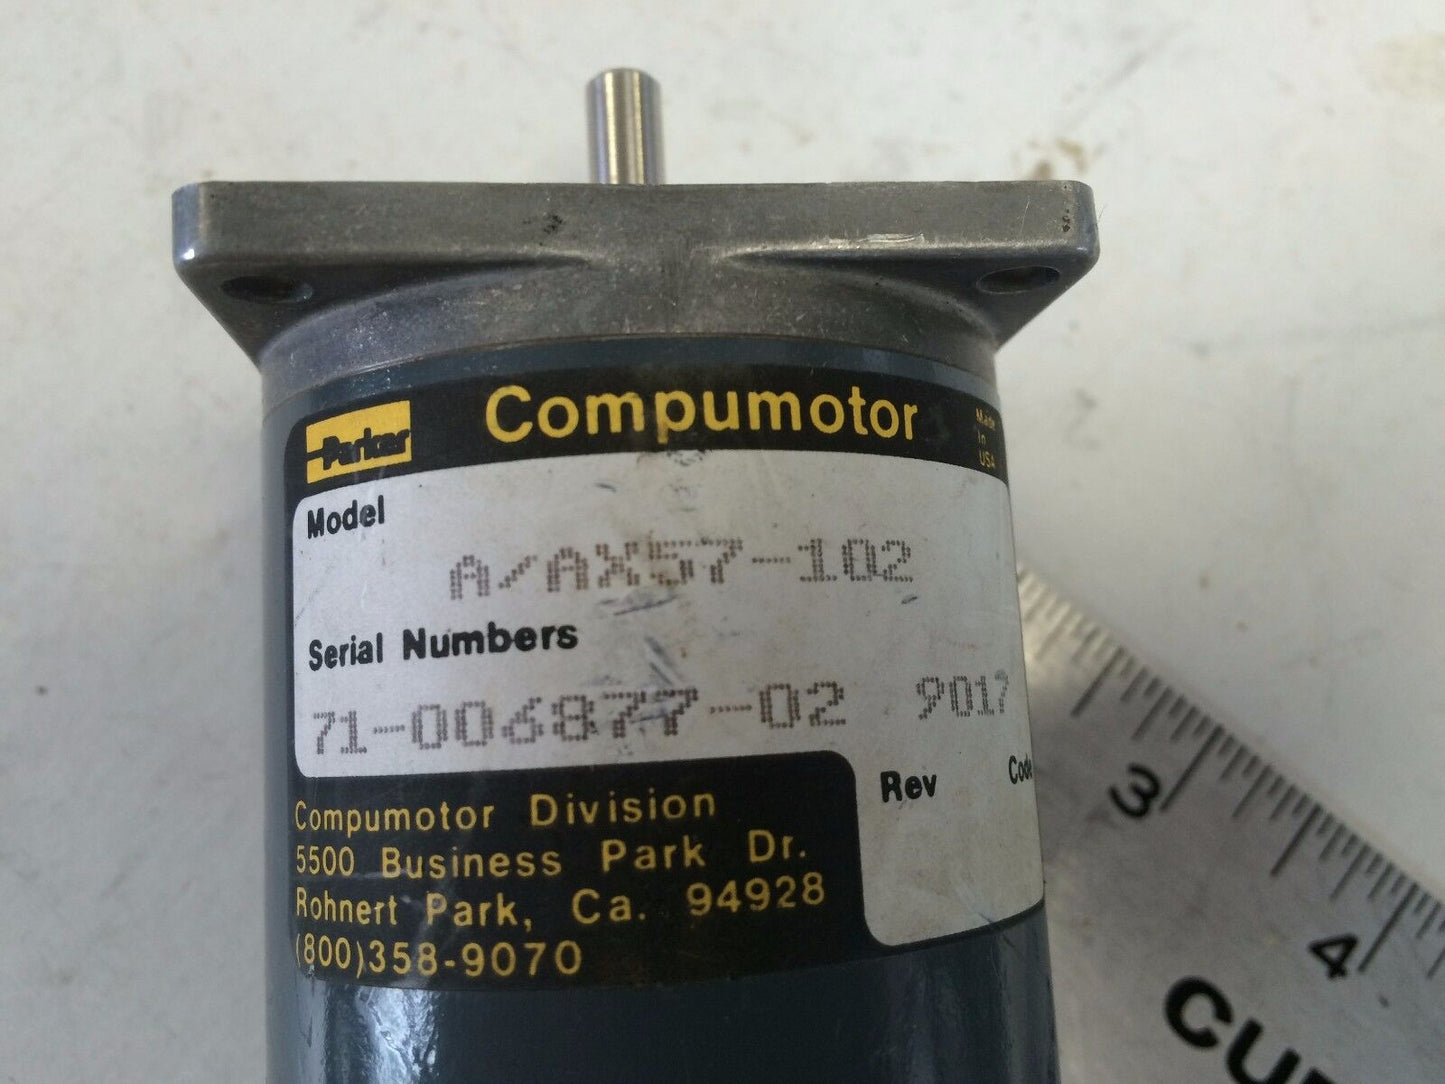 Parker
Compumotor
Made
in
USA
Model
A/AX57-102
Serial Numbers
71-006877-02 9017
Rev Code
Compumotor Division
5500 Business Park Dr.
Rohnert Park, Ca. 94928
(800)358-9070
3
4